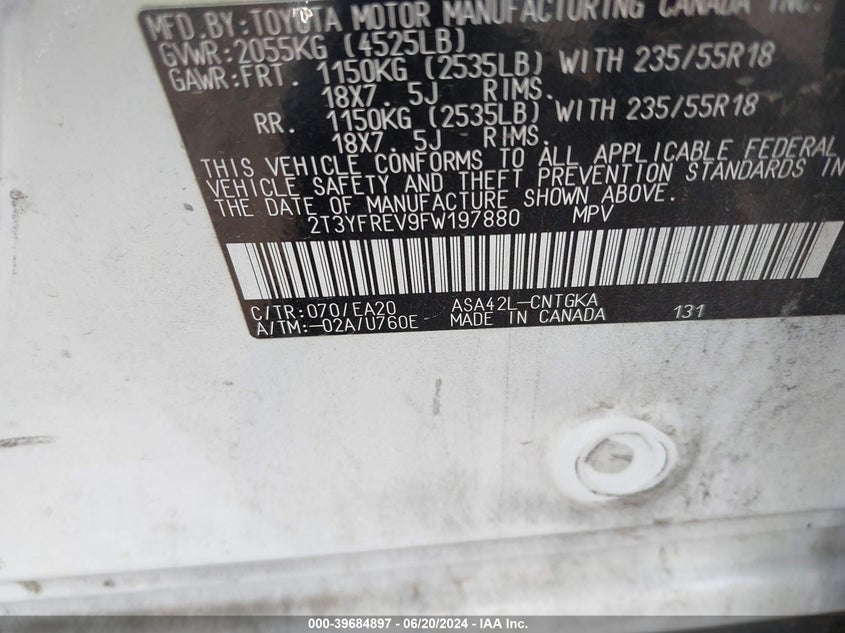 MFD.BY:TOYOTA MOTOR MANUFACTURING CANADA INC.
GVWR:2055KG (4525LB)
GAWR:FRT. 1150KG (2535LB) WITH 235/55R18
18X7.5J RIMS.
RR. 1150KG (2535LB) WITH 235/55R18
18X7.5J RIMS.
THIS VEHICLE CONFORMS TO ALL APPLICABLE FEDERAL
VEHICLE SAFETY AND THEFT PREVENTION STANDARDS IN
THE DATE OF MANUFACTURE SHOWN ABOVE.
2T3YFREV9FW197880 MPV
C/TR:070/EA20 ASA42L-CNTGKA
A/TM:-02A/U760E MADE IN CANADA 131
000-39684897 - 06/20/2024 - IAA Inc.